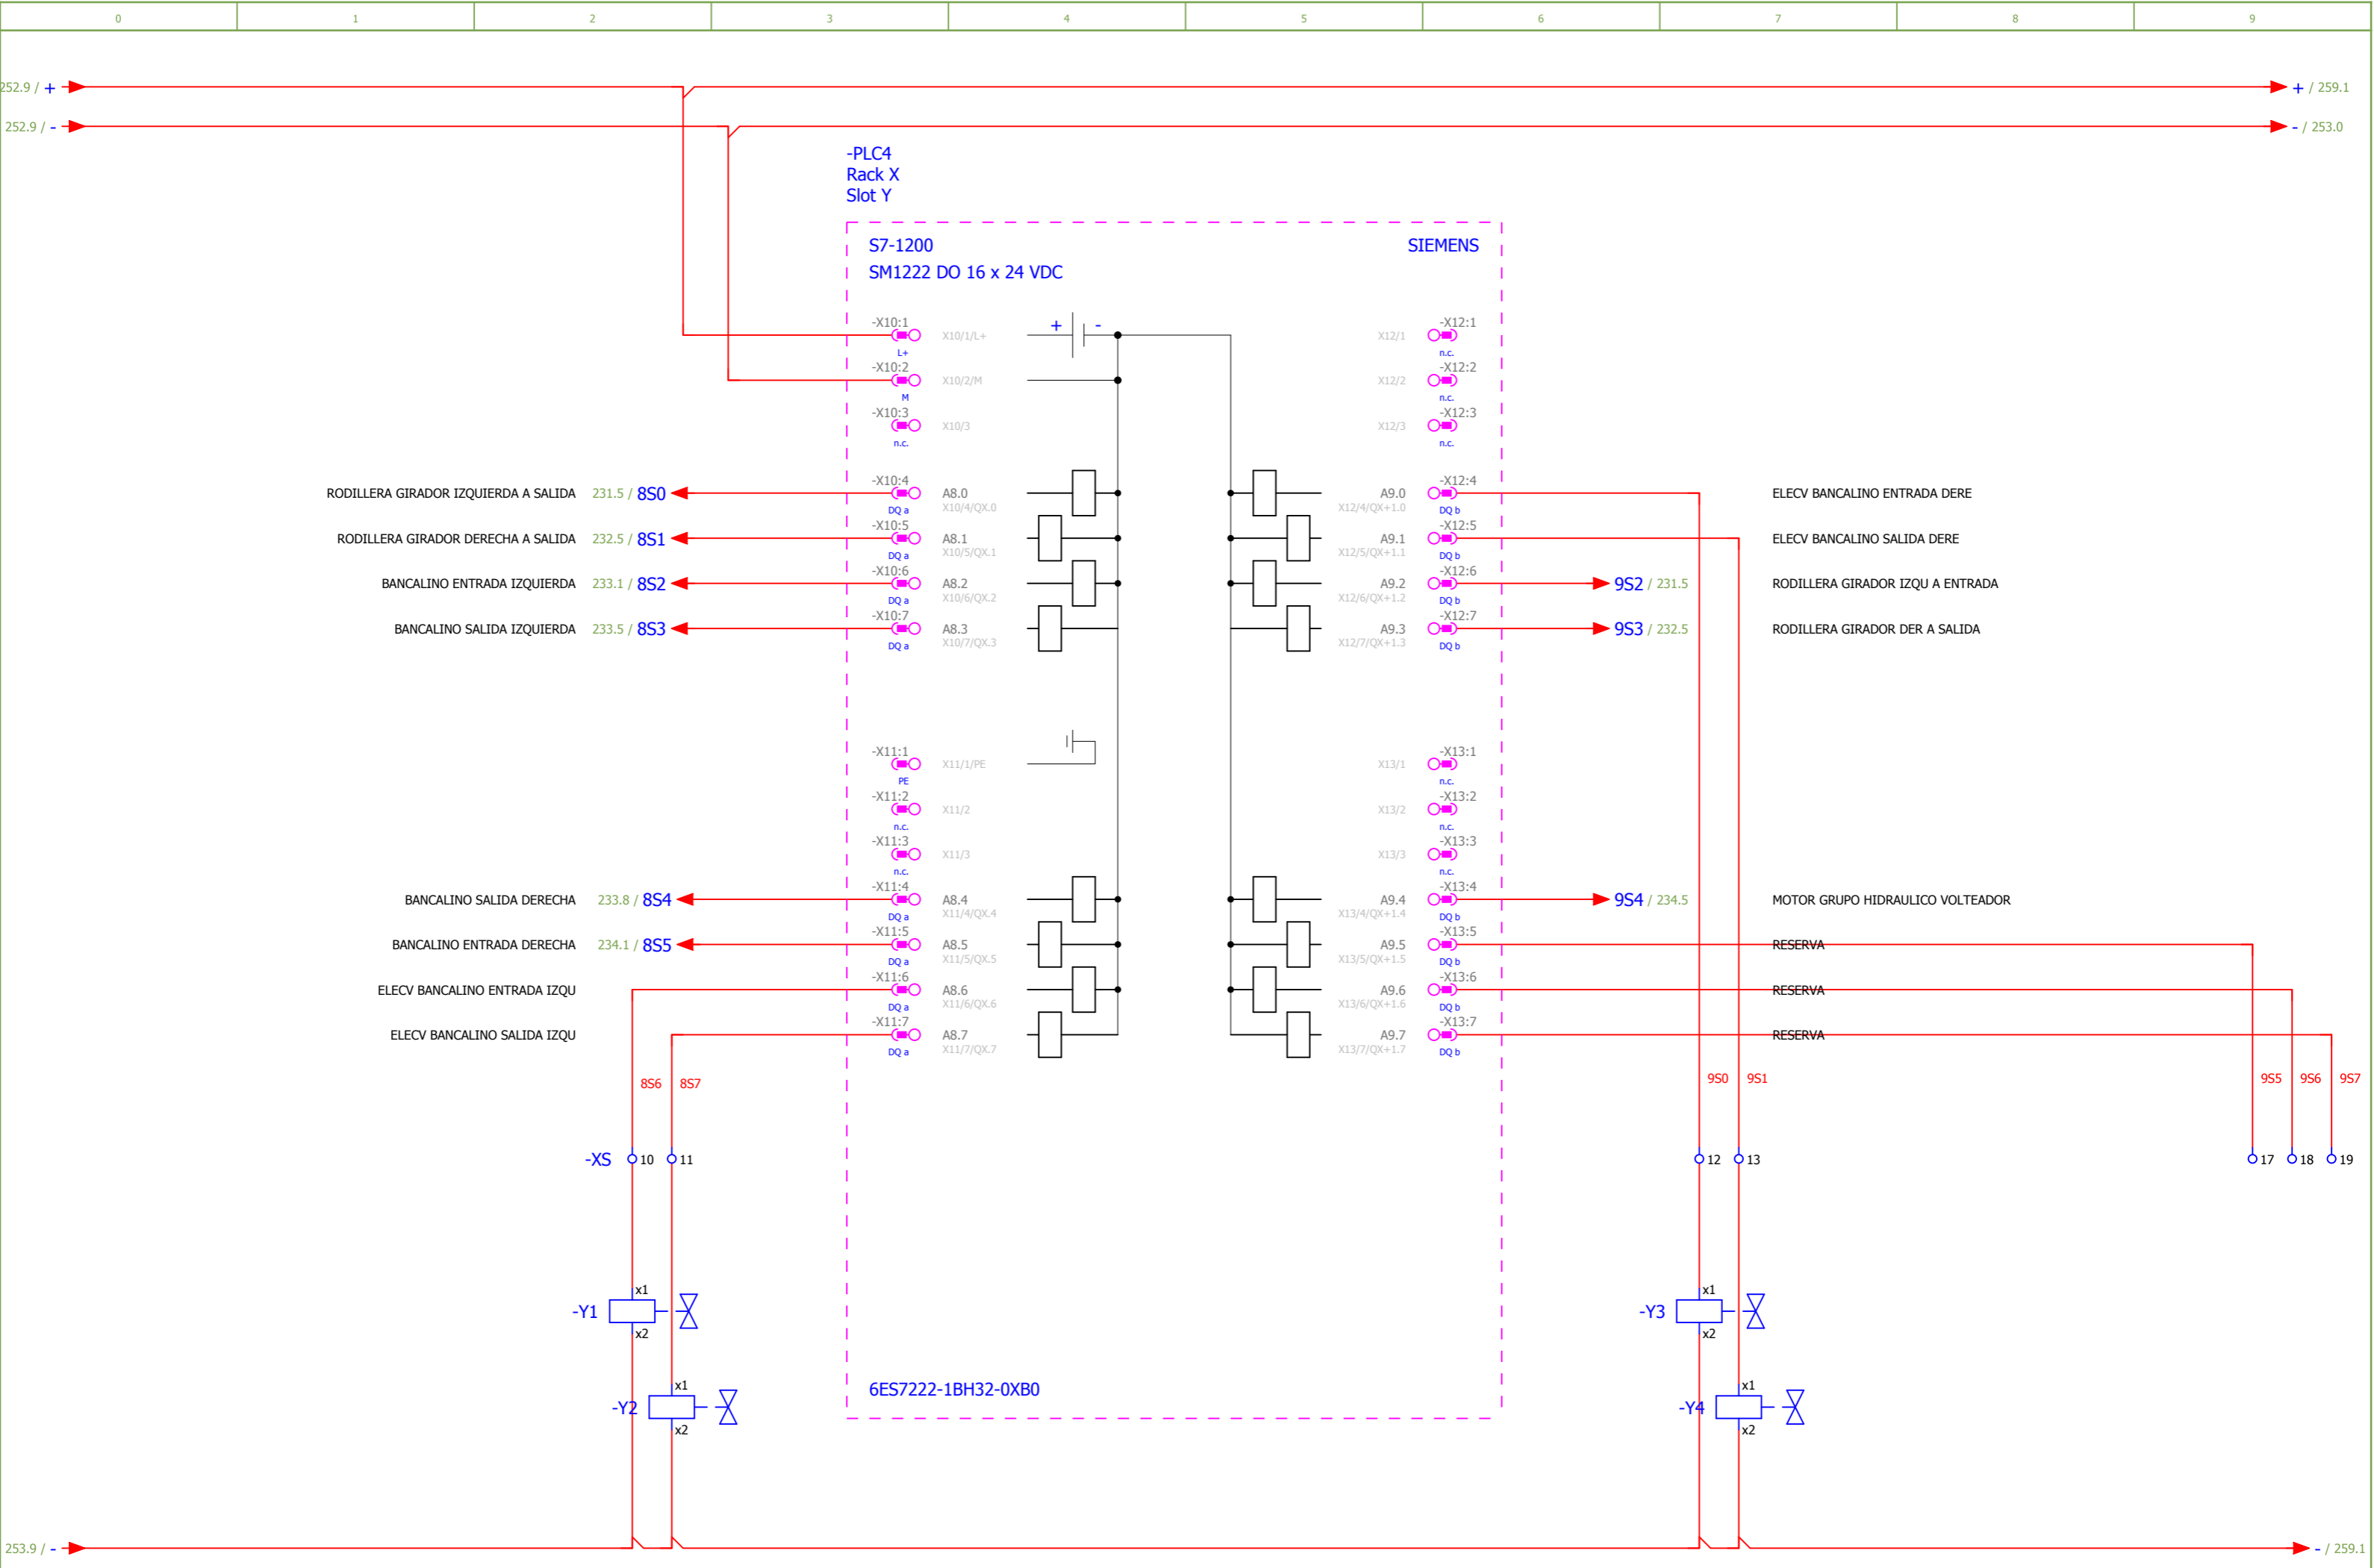 0 1 2 3 4 5 6 7 8 9
252.9 / + + / 259.1
252.9 / - - / 253.0
-PLC4
Rack X
Slot Y
S7-1200 SIEMENS
SM1222 DO 16 x 24 VDC
-X10:1 X10/1/L+ + - X12/1 -X12:1
L+ n.c.
-X10:2 X10/2/M X12/2 -X12:2
M n.c.
-X10:3 X10/3 X12/3 -X12:3
n.c. n.c.
RODILLERA GIRADOR IZQUIERDA A SALIDA 231.5 / 8S0 -X10:4 A8.0 A9.0 -X12:4 ELECV BANCALINO ENTRADA DERE
DQ a X10/4/QX.0 X12/4/QX+1.0 DQ b
RODILLERA GIRADOR DERECHA A SALIDA 232.5 / 8S1 -X10:5 A8.1 A9.1 -X12:5 ELECV BANCALINO SALIDA DERE
DQ a X10/5/QX.1 X12/5/QX+1.1 DQ b
BANCALINO ENTRADA IZQUIERDA 233.1 / 8S2 -X10:6 A8.2 A9.2 -X12:6 9S2 / 231.5 RODILLERA GIRADOR IZQU A ENTRADA
DQ a X10/6/QX.2 X12/6/QX+1.2 DQ b
BANCALINO SALIDA IZQUIERDA 233.5 / 8S3 -X10:7 A8.3 A9.3 -X12:7 9S3 / 232.5 RODILLERA GIRADOR DER A SALIDA
DQ a X10/7/QX.3 X12/7/QX+1.3 DQ b
-X11:1 X11/1/PE X13/1 -X13:1
PE n.c.
-X11:2 X11/2 X13/2 -X13:2
n.c. n.c.
-X11:3 X11/3 X13/3 -X13:3
n.c. n.c.
BANCALINO SALIDA DERECHA 233.8 / 8S4 -X11:4 A8.4 A9.4 -X13:4 9S4 / 234.5 MOTOR GRUPO HIDRAULICO VOLTEADOR
DQ a X11/4/QX.4 X13/4/QX+1.4 DQ b
BANCALINO ENTRADA DERECHA 234.1 / 8S5 -X11:5 A8.5 A9.5 -X13:5 RESERVA
DQ a X11/5/QX.5 X13/5/QX+1.5 DQ b
ELECV BANCALINO ENTRADA IZQU -X11:6 A8.6 A9.6 -X13:6 RESERVA
DQ a X11/6/QX.6 X13/6/QX+1.6 DQ b
ELECV BANCALINO SALIDA IZQU -X11:7 A8.7 A9.7 -X13:7 RESERVA
DQ a X11/7/QX.7 X13/7/QX+1.7 DQ b
8S6 8S7 9S0 9S1 9S5 9S6 9S7
-XS 10 11 12 13 17 18 19
x1 x1
-Y1 -Y3
x2 x2
6ES7222-1BH32-0XB0
x1 x1
-Y2 -Y4
x2 x2
253.9 / - - / 259.1